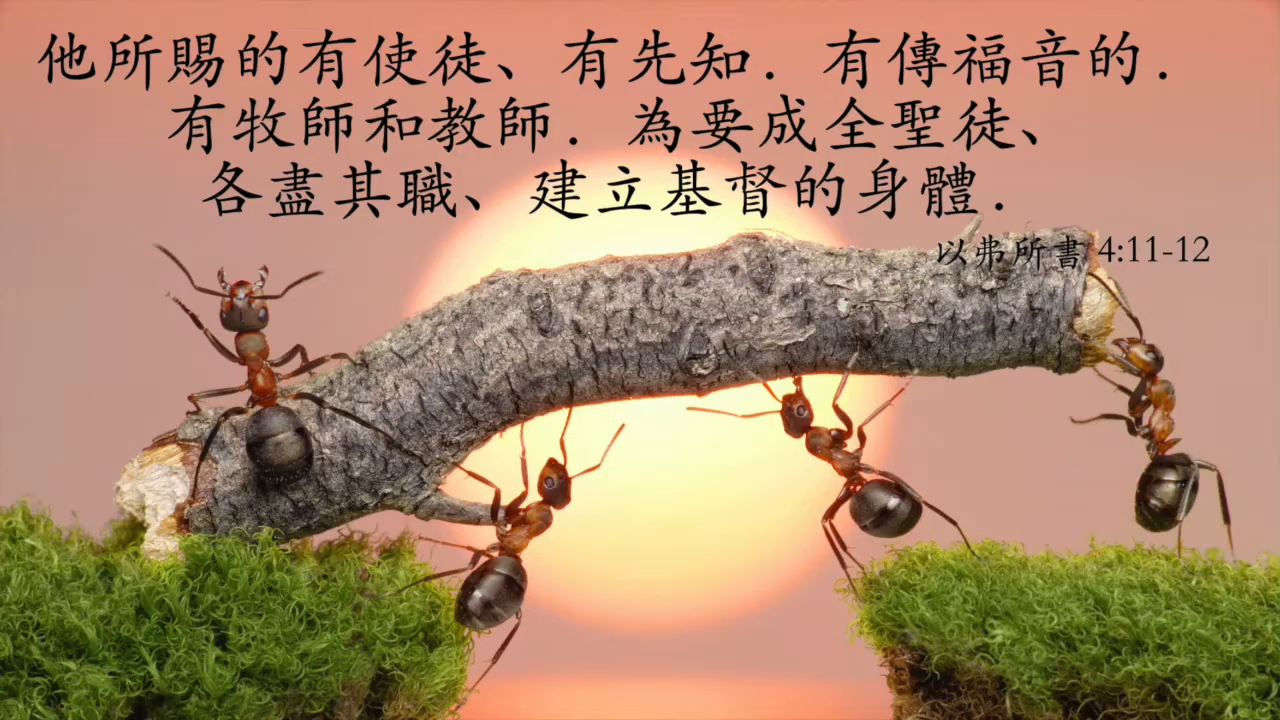 他所賜的有使徒、有先知．有傳福音的．
有牧師和教師．為要成全聖徒、
各盡其職、建立基督的身體．
以弗所書 4:11-12